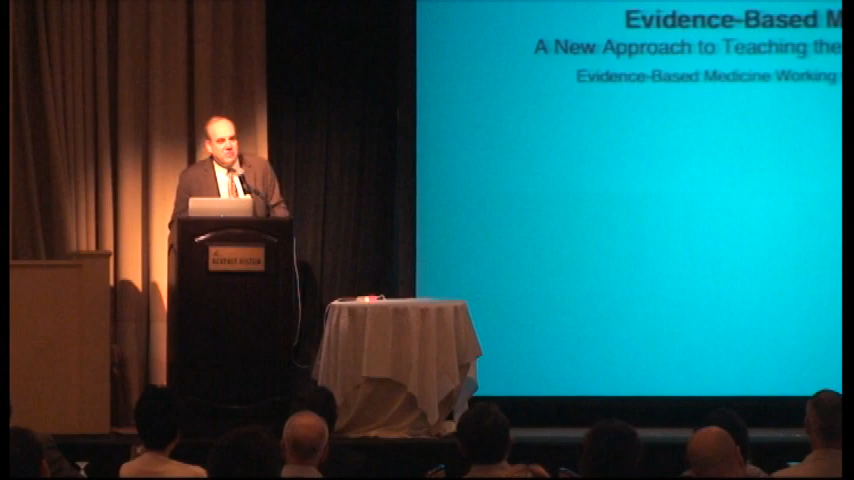 Evidence-Based M
A New Approach to Teaching the
Evidence-Based Medicine Working